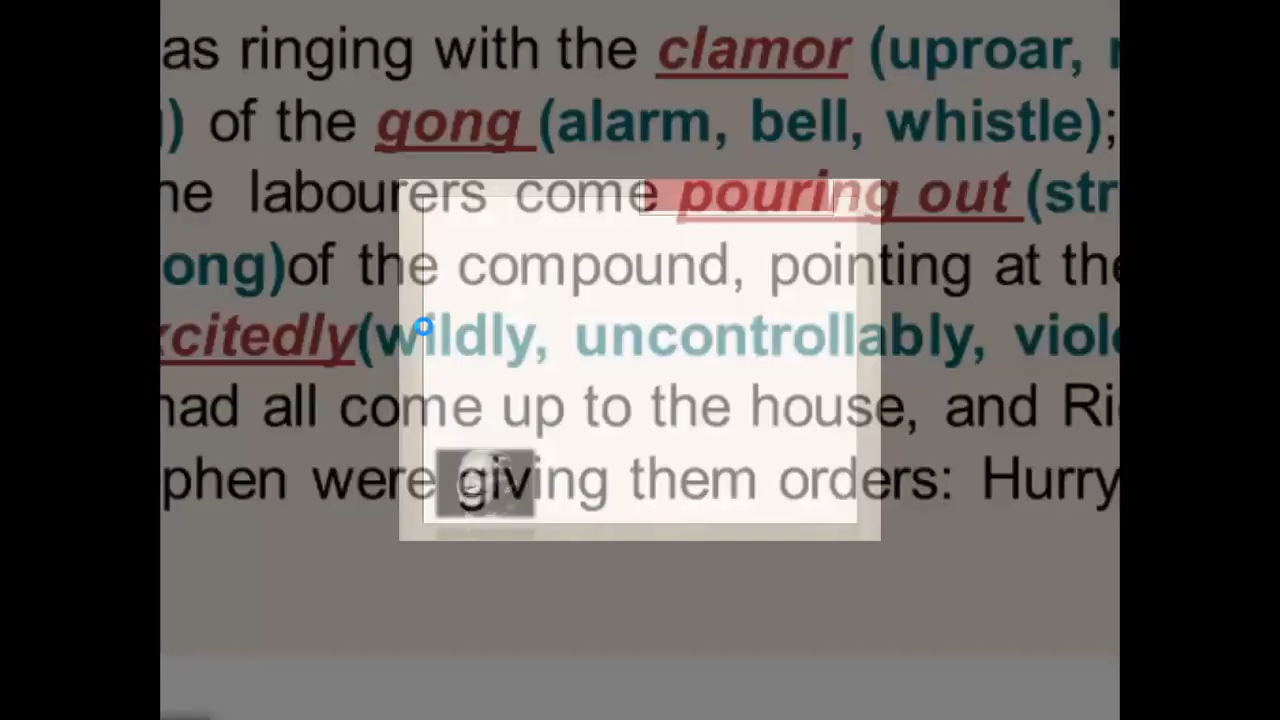 as ringing with the clamor (uproar,
) of the gong (alarm, bell, whistle);
labourers come pouring out (str
ong)of the compound, pointing at the
xcitedly(wildly, uncontrollably, viole
had all come up to the house, and Ri
phen were giving them orders: Hurry